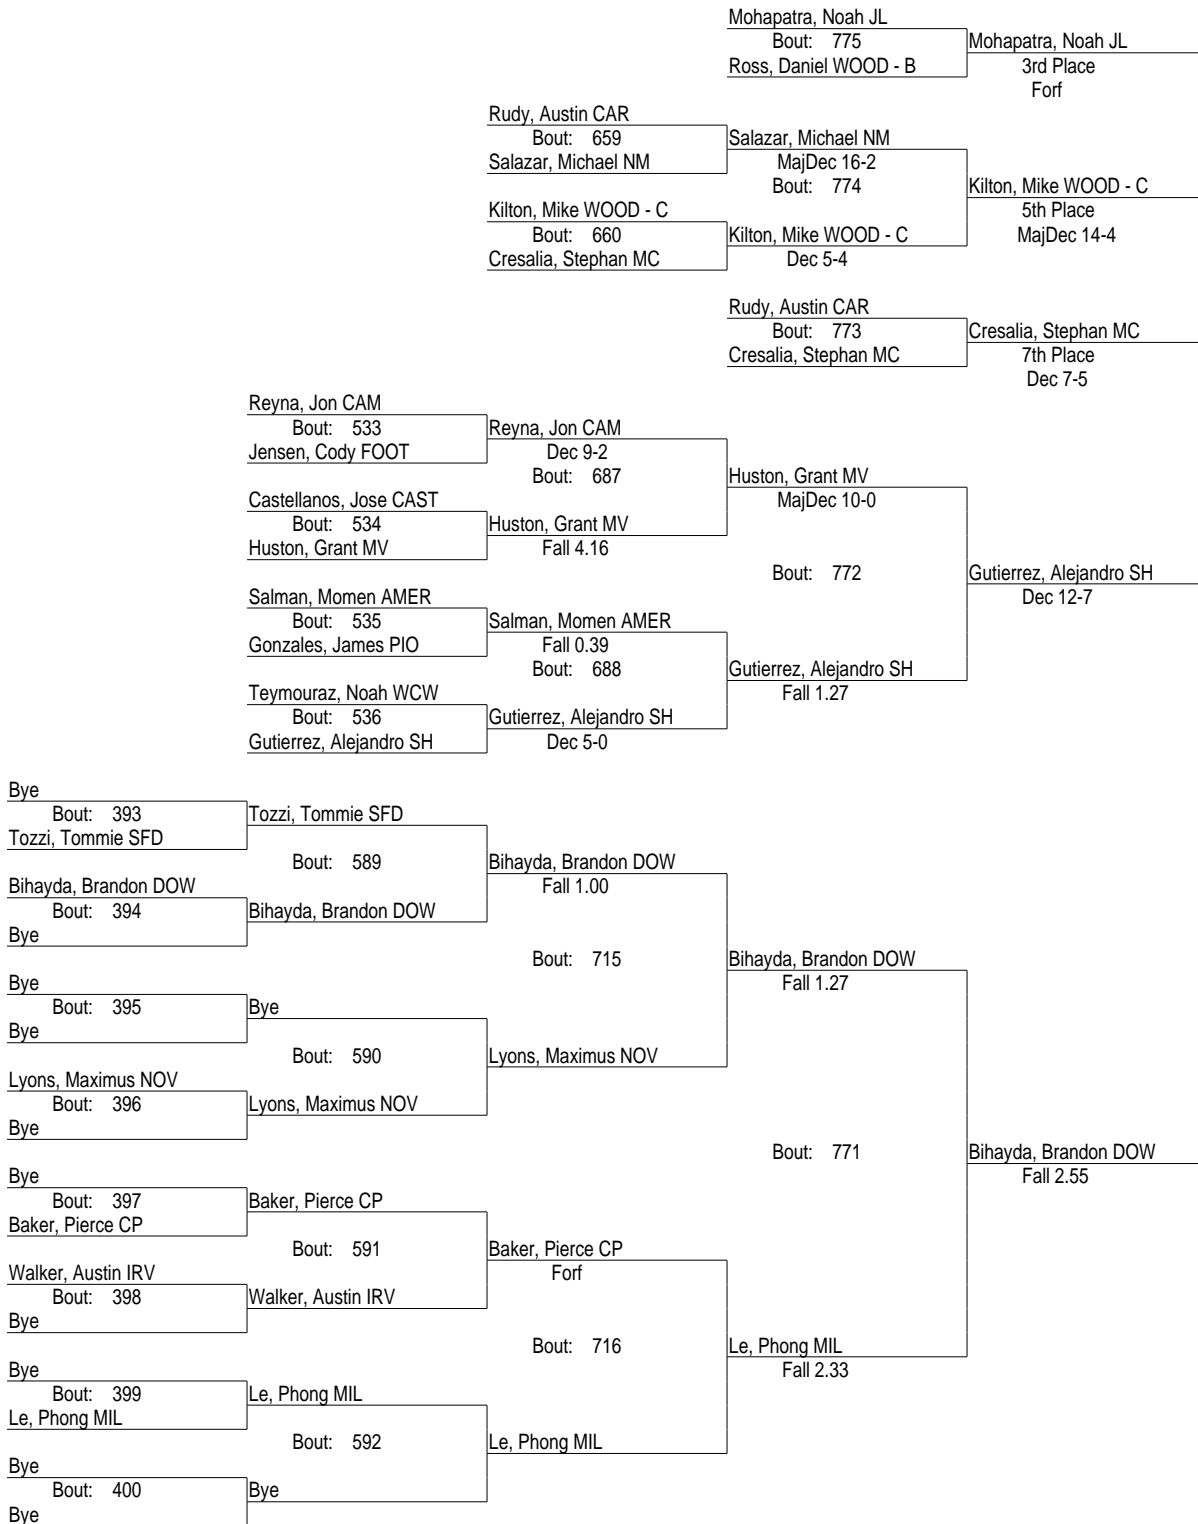 Mohapatra, Noah JL
Bout: 775
Mohapatra, Noah JL
Ross, Daniel WOOD - B
3rd Place
Forf
Rudy, Austin CAR
Bout: 659
Salazar, Michael NM
Salazar, Michael NM
MajDec 16-2
Bout: 774
Kilton, Mike WOOD - C
Kilton, Mike WOOD - C
5th Place
Bout: 660
Kilton, Mike WOOD - C
MajDec 14-4
Cresalia, Stephan MC
Dec 5-4
Rudy, Austin CAR
Bout: 773
Cresalia, Stephan MC
Cresalia, Stephan MC
7th Place
Dec 7-5
Reyna, Jon CAM
Bout: 533
Reyna, Jon CAM
Jensen, Cody FOOT
Dec 9-2
Bout: 687
Huston, Grant MV
Castellanos, Jose CAST
MajDec 10-0
Bout: 534
Huston, Grant MV
Huston, Grant MV
Fall 4.16
Bout: 772
Gutierrez, Alejandro SH
Salman, Momen AMER
Dec 12-7
Bout: 535
Salman, Momen AMER
Gonzales, James PIO
Fall 0.39
Bout: 688
Gutierrez, Alejandro SH
Teymouraz, Noah WCW
Fall 1.27
Bout: 536
Gutierrez, Alejandro SH
Gutierrez, Alejandro SH
Dec 5-0
Bye
Bout: 393
Tozzi, Tommie SFD
Tozzi, Tommie SFD
Bout: 589
Bihayda, Brandon DOW
Bihayda, Brandon DOW
Fall 1.00
Bout: 394
Bihayda, Brandon DOW
Bye
Bout: 715
Bihayda, Brandon DOW
Bye
Fall 1.27
Bout: 395
Bye
Bye
Bout: 590
Lyons, Maximus NOV
Lyons, Maximus NOV
Bout: 396
Lyons, Maximus NOV
Bye
Bout: 771
Bihayda, Brandon DOW
Bye
Fall 2.55
Bout: 397
Baker, Pierce CP
Baker, Pierce CP
Bout: 591
Baker, Pierce CP
Walker, Austin IRV
Forf
Bout: 398
Walker, Austin IRV
Bye
Bout: 716
Le, Phong MIL
Bye
Fall 2.33
Bout: 399
Le, Phong MIL
Le, Phong MIL
Bout: 592
Le, Phong MIL
Bye
Bout: 400
Bye
Bye